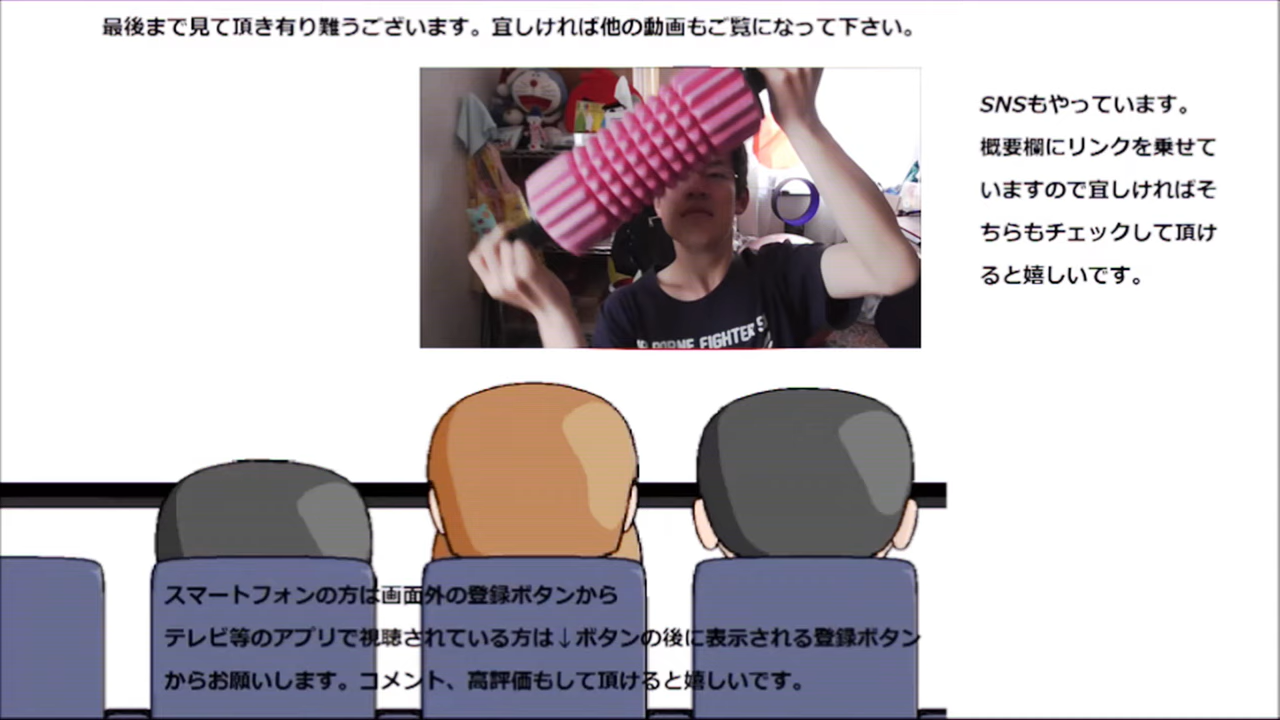 最後まで見て頂き有り難うございます。宜しければ他の動画もご覧になって下さい。
SNSもやっています。
概要欄にリンクを乗せて
いますので宜しければそ
ちらもチェックして頂け
ると嬉しいです。
FIGHTER
スマートフォンの方は画面外の登録ボタンから
テレビ等のアプリで視聴されている方は↓ボタンの後に表示される登録ボタン
からお願いします。コメント、高評価もして頂けると嬉しいです。